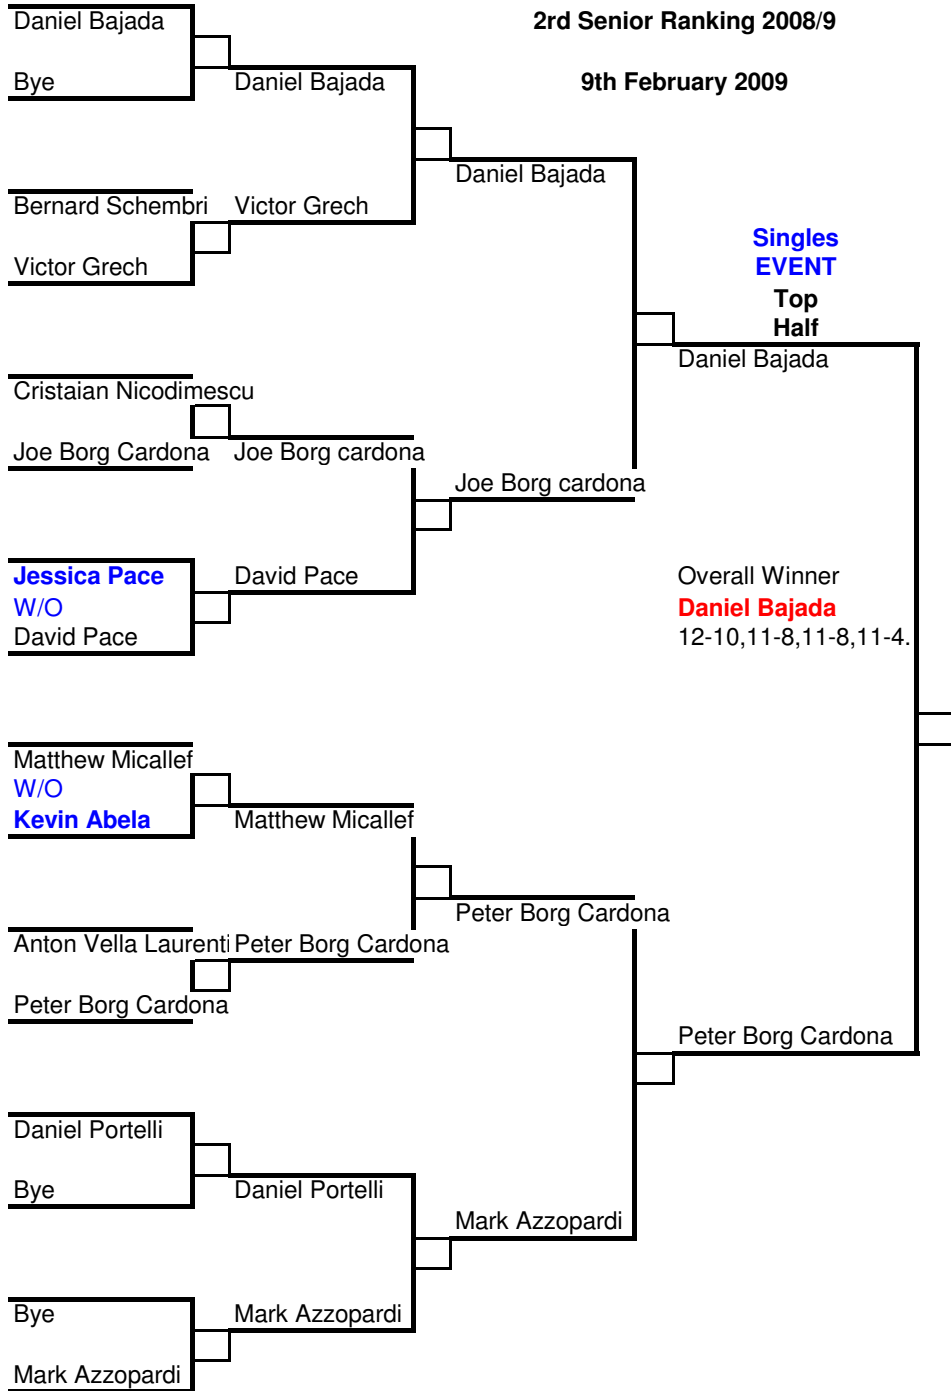 Daniel Bajada
2rd Senior Ranking 2008/9
Bye
Daniel Bajada
9th February 2009
Daniel Bajada
Bernard Schembri
Victor Grech
Singles
EVENT
Victor Grech
Top
Half
Daniel Bajada
Cristaian Nicodimescu
Joe Borg Cardona
Joe Borg cardona
Joe Borg cardona
Jessica Pace
David Pace
Overall Winner
W/O
Daniel Bajada
David Pace
12-10,11-8,11-8,11-4.
Matthew Micallef
W/O
Kevin Abela
Matthew Micallef
Peter Borg Cardona
Anton Vella Laurenti
Peter Borg Cardona
Peter Borg Cardona
Peter Borg Cardona
Daniel Portelli
Bye
Daniel Portelli
Mark Azzopardi
Bye
Mark Azzopardi
Mark Azzopardi